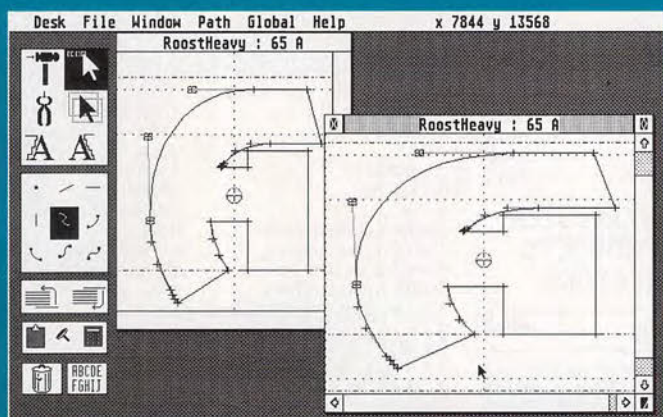 Desk File Window Path Global Help x 7844 y 13568
RoostHeavy : 65 A
RoostHeavy : 65 A
A A
ABCDE
FGHIJ